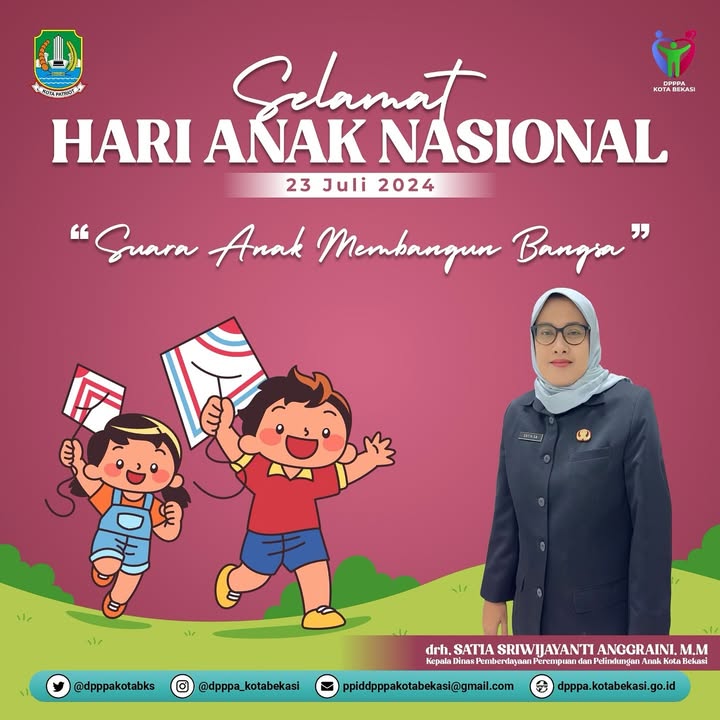 KOTA PATRIOT
DPPPA
KOTA BEKASI
Selamat
HARI ANAK NASIONAL
23 Juli 2024
“Suara Anak Membangun Bangsa”
drh. SATIA SRIWIJAYANTI ANGGRAINI, M.M
Kepala Dinas Pemberdayaan Perempuan dan Pelindungan Anak Kota Bekasi
@dpppakotabks
@dpppa_kotabekasi
ppiddpppakotabekasi@gmail.com
dpppa.kotabekasi.go.id